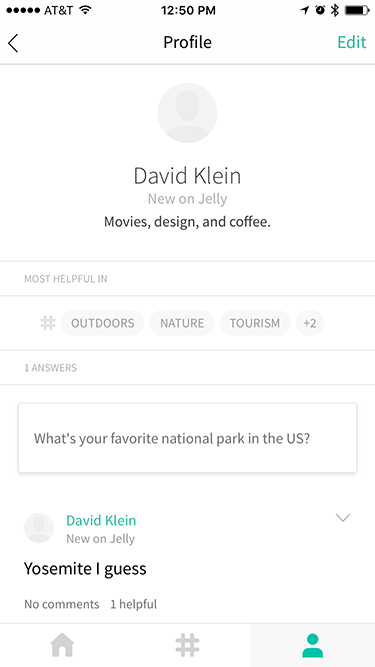 AT&T 12:50 PM
Profile Edit
David Klein
New on Jelly
Movies, design, and coffee.
MOST HELPFUL IN
# OUTDOORS NATURE TOURISM +2
1 ANSWERS
What's your favorite national park in the US?
David Klein
New on Jelly
Yosemite I guess
No comments 1 helpful